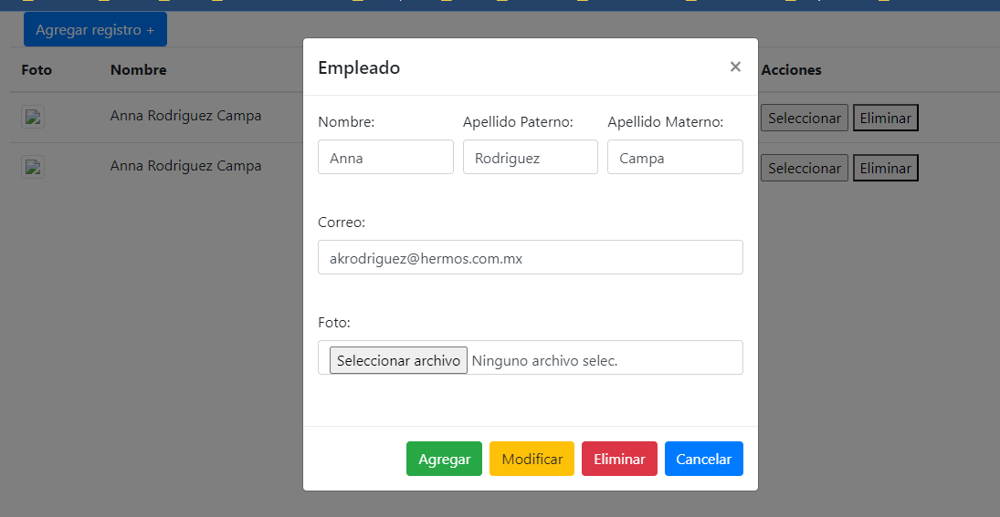 Agregar registro +
Empleado ×
Foto Nombre Acciones
Nombre: Apellido Paterno: Apellido Materno:
Anna Rodriguez Campa Seleccionar Eliminar
Anna Rodriguez Campa
Anna Rodriguez Campa Seleccionar Eliminar
Correo:
akrodriguez@hermos.com.mx
Foto:
Seleccionar archivo Ninguno archivo selec.
Agregar Modificar Eliminar Cancelar